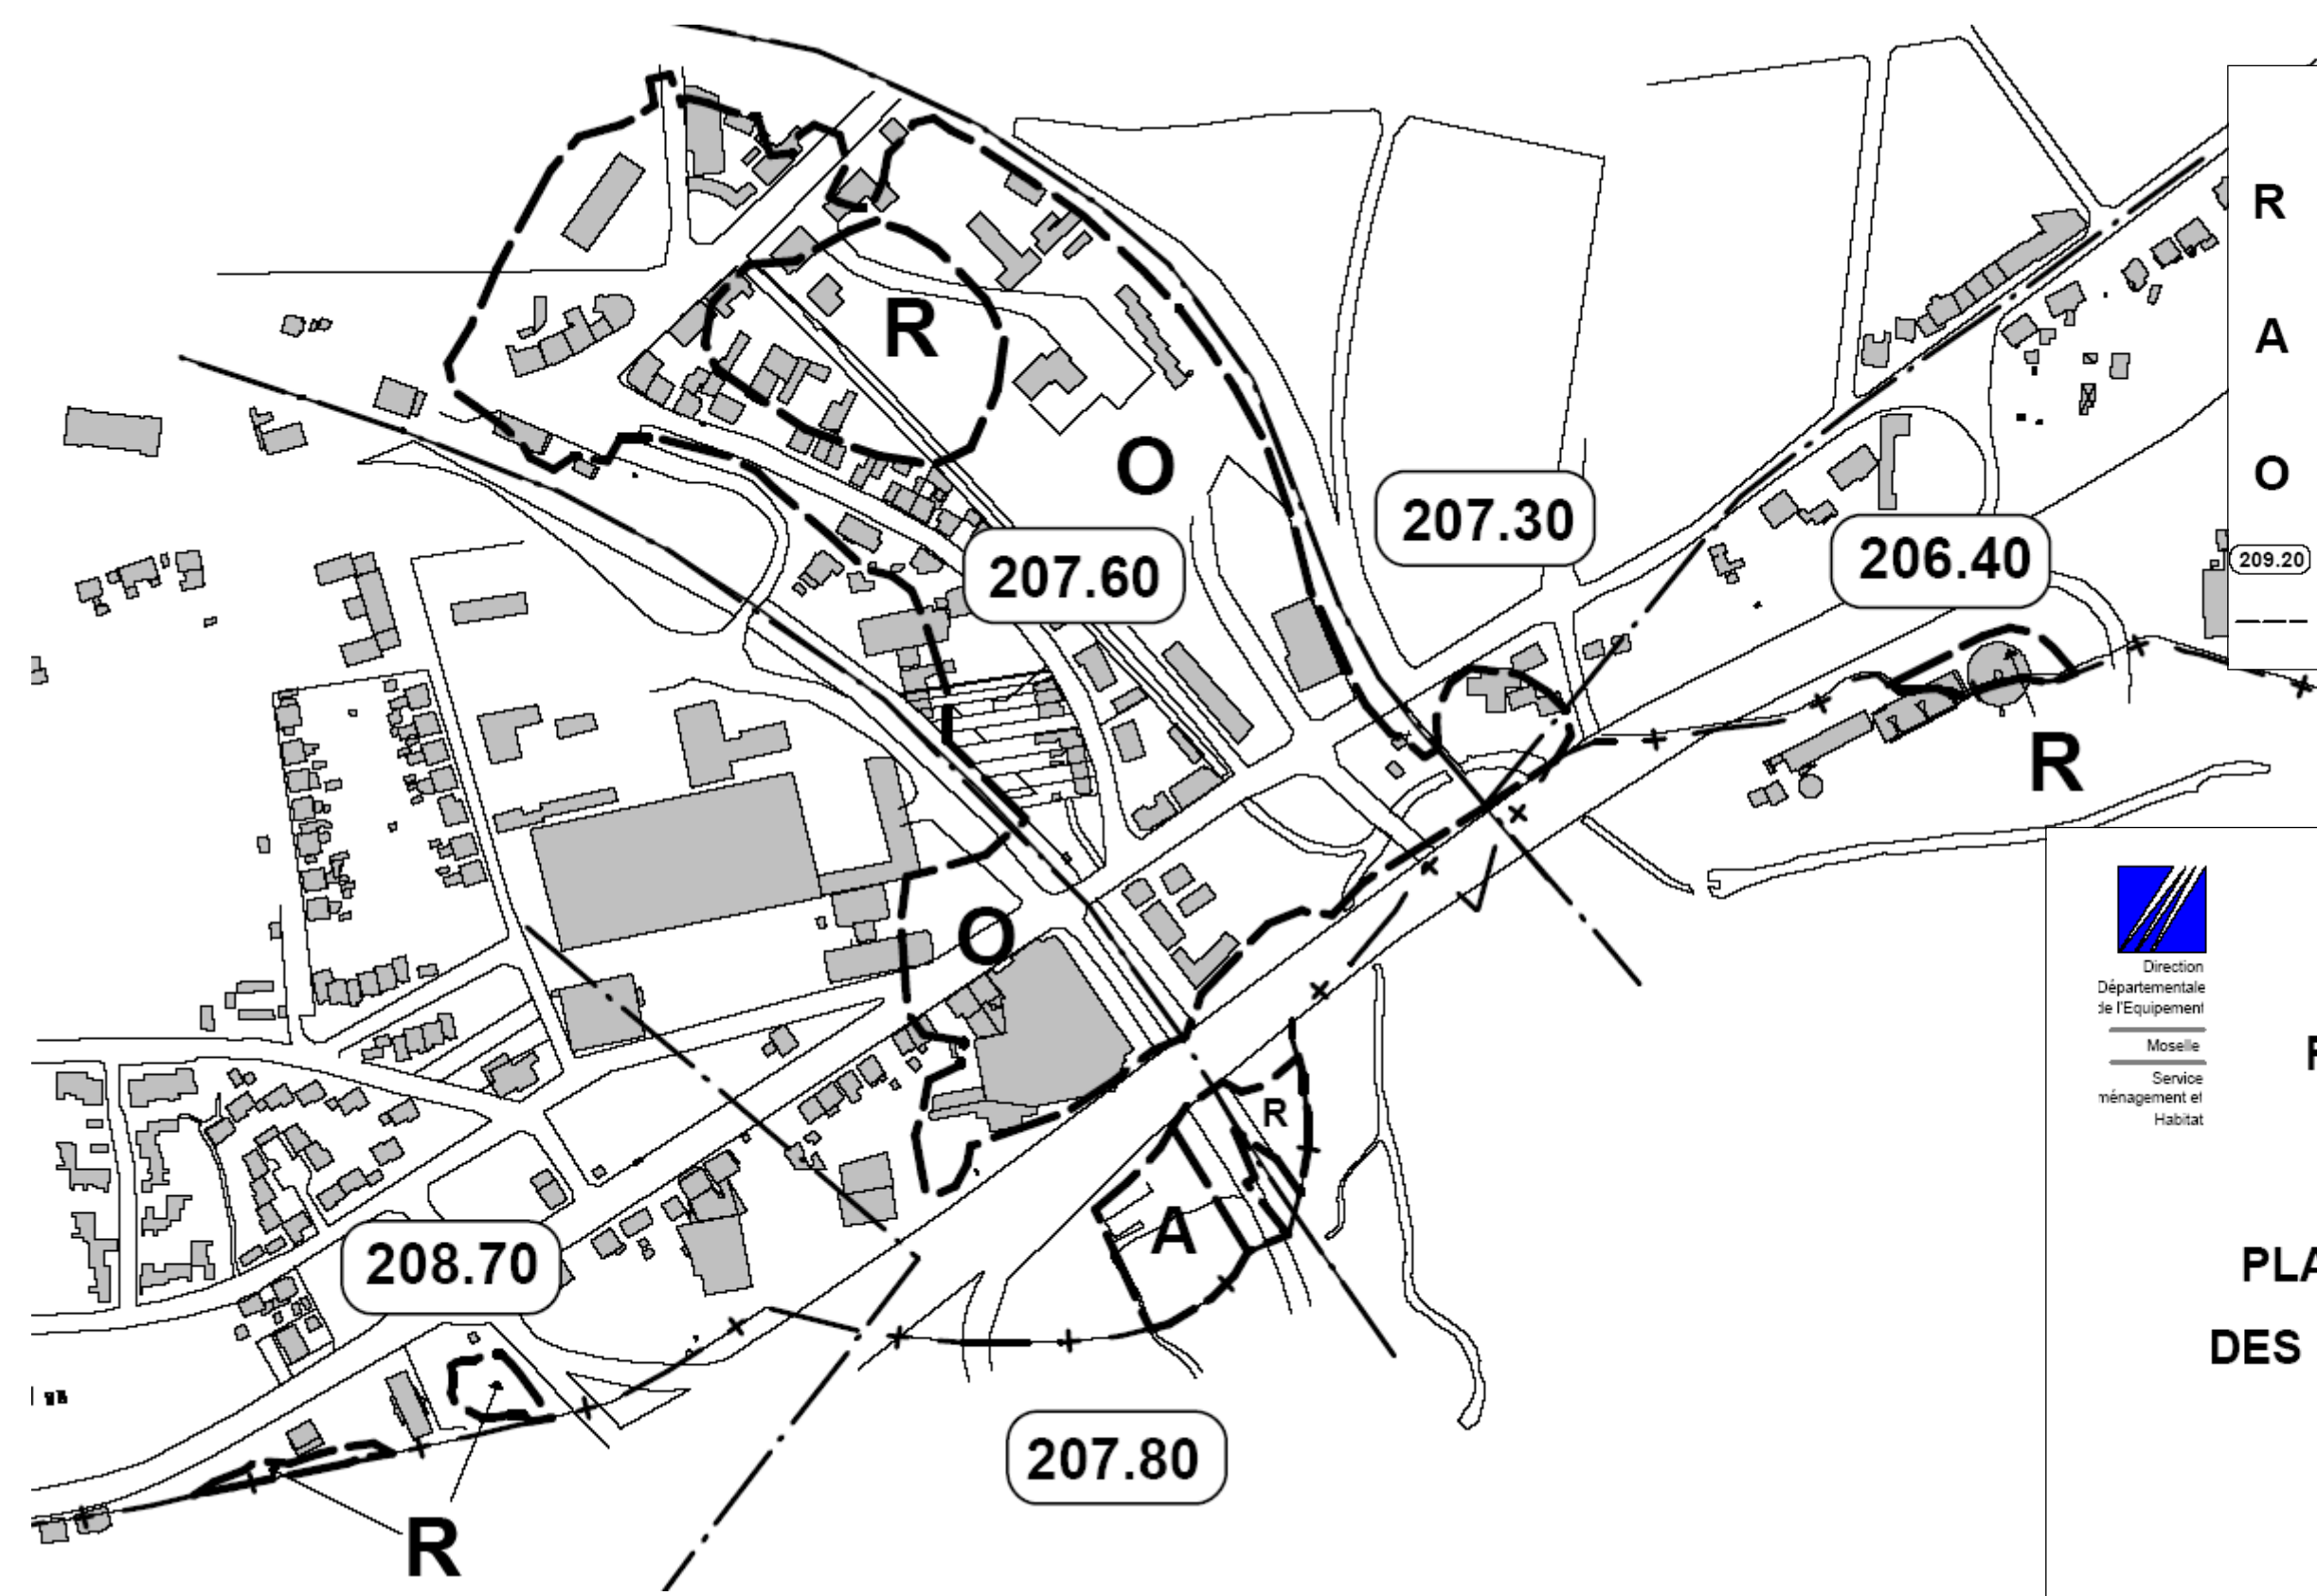 R
R
A
O
O
207.30
207.60
206.40
209.20
R
O
Direction
Départementale
de l'Equipement
Moselle
Service
ménagement et
Habitat
R
A
208.70
PLA
DES
207.80
R